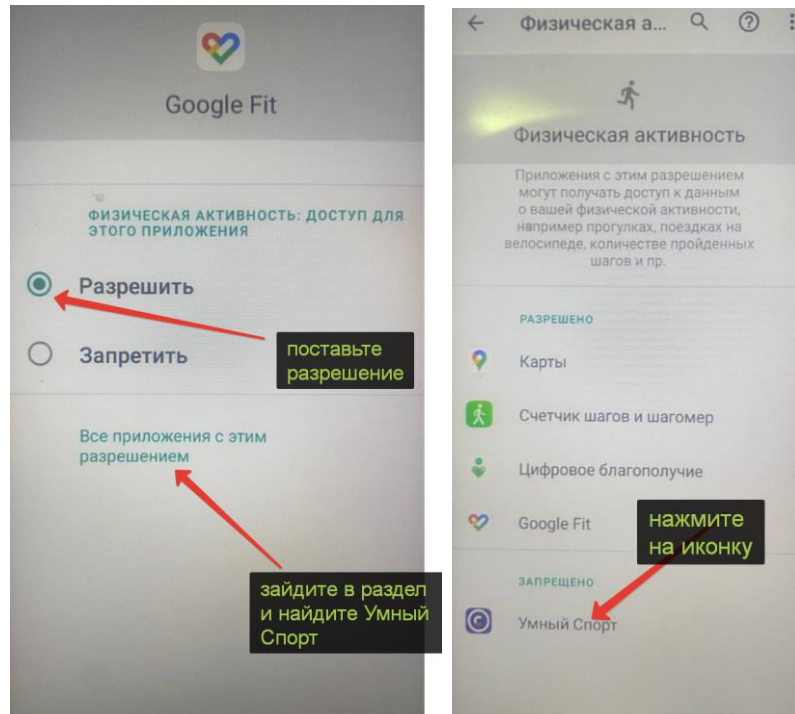 Google Fit
ФИЗИЧЕСКАЯ АКТИВНОСТЬ: ДОСТУП ДЛЯ
ЭТОГО ПРИЛОЖЕНИЯ
Разрешить
Запретить
поставьте
разрешение
Все приложения с этим
разрешением
зайдите в раздел
и найдите Умный
Спорт
Физическая а...
Физическая активность
Приложения с этим разрешением
могут получать доступ к данным
о вашей физической активности,
например прогулках, поездках на
велосипеде, количестве пройденных
шагов и пр.
РАЗРЕШЕНО
Карты
Счетчик шагов и шагомер
Цифровое благополучие
Google Fit
нажмите
на иконку
ЗАПРЕЩЕНО
Умный Спорт